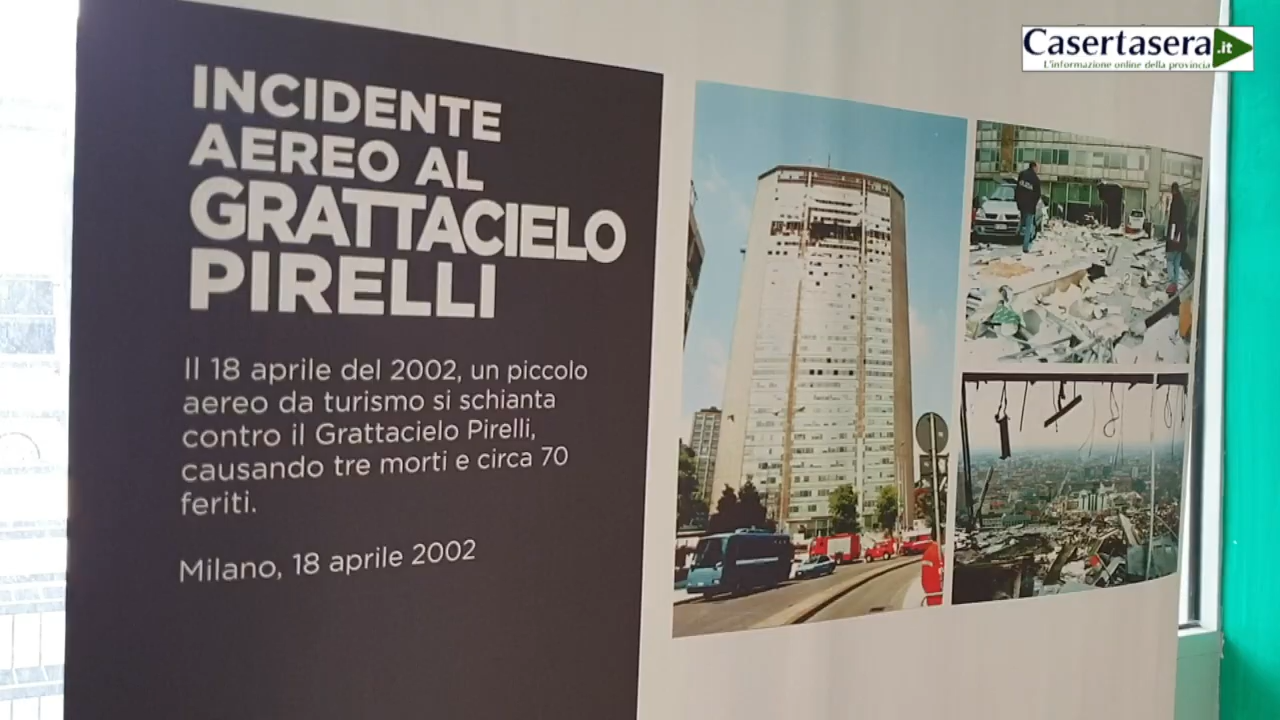 Casertasera.it
L'informazione online della provincia
INCIDENTE
AEREO AL
GRATTACIELO
PIRELLI
Il 18 aprile del 2002, un piccolo
aereo da turismo si schianta
contro il Grattacielo Pirelli,
causando tre morti e circa 70
feriti.
Milano, 18 aprile 2002